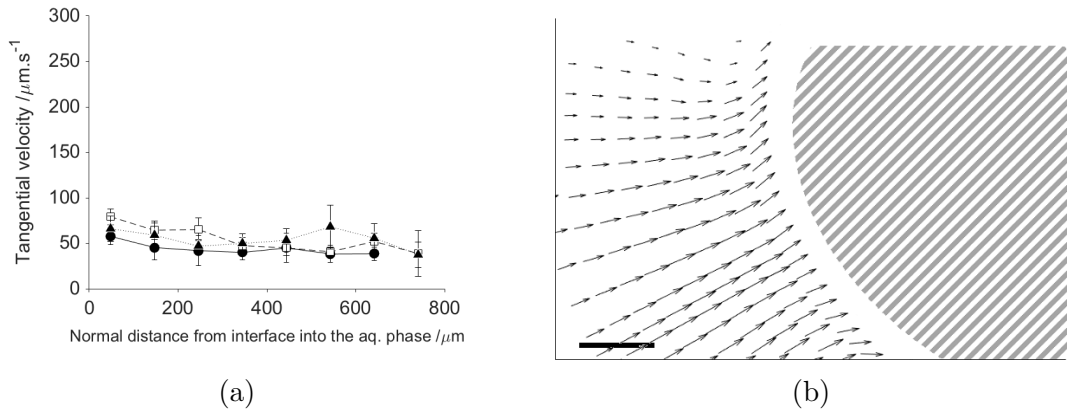 300
250
200
150
100
50
0
Tangential velocity /μm.s⁻¹
0 200 400 600 800
Normal distance from interface into the aq. phase /μm
(a)
(b)